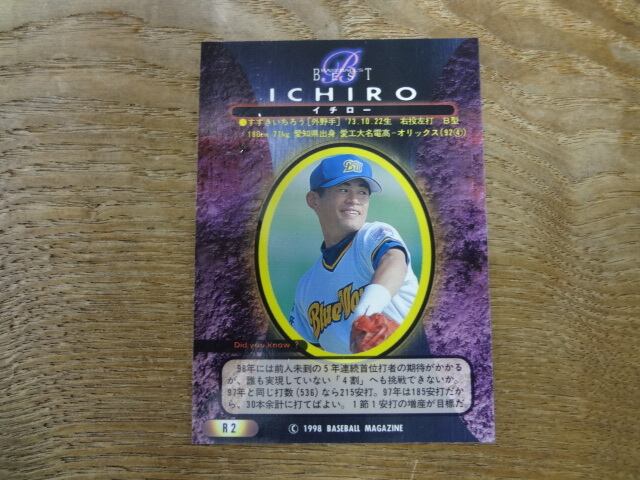 B
BASEBALL'S
BEST
ICHIRO
イチロー
●すずきいちろう[外野手] '73.10.22生 右投左打 B型
180cm 71kg 愛知県出身 愛工大名電高－オリックス(92④)
BW
BlueWave
Did you know ?
98年には前人未到の5年連続首位打者の期待がかかる
が、誰も実現していない「4割」へも挑戦できないか。
97年と同じ打数(536)なら215安打。97年は185安打だか
ら、30本余計に打てばよい。1節1安打の増産が目標だ
R2
© 1998 BASEBALL MAGAZINE